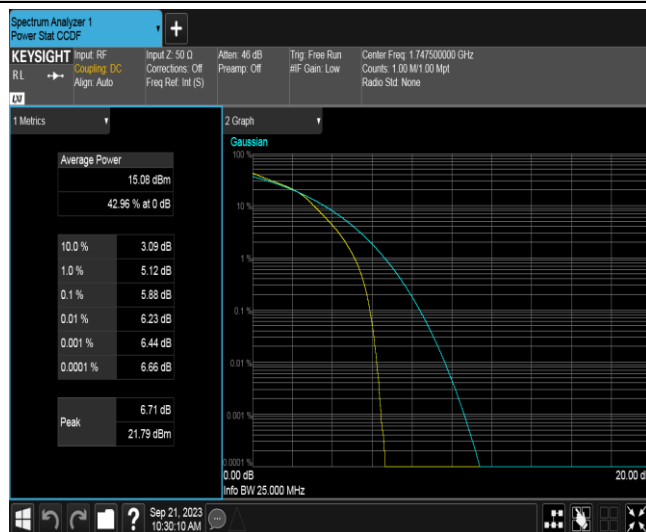 Spectrum Analyzer 1
Power Stat CCDF
+
KEYSIGHT
RL
Input: RF
Coupling: DC
Align: Auto
Input Z: 50 Ω
Corrections: Off
Freq Ref: Int (S)
Atten: 46 dB
Preamp: Off
Trig: Free Run
#IF Gain: Low
Center Freq: 1.747500000 GHz
Counts: 1.00 M/1.00 Mpt
Radio Std: None
LXI
1 Metrics
Average Power
15.08 dBm
42.96 % at 0 dB
10.0 % 3.09 dB
1.0 % 5.12 dB
0.1 % 5.88 dB
0.01 % 6.23 dB
0.001 % 6.44 dB
0.0001 % 6.66 dB
Peak
6.71 dB
21.79 dBm
2 Graph
Gaussian
100 %
10 %
1 %
0.1 %
0.01 %
0.001 %
0.0001 %
0.00 dB
20.00 d
Info BW 25.000 MHz
?
Sep 21, 2023
10:30:10 AM